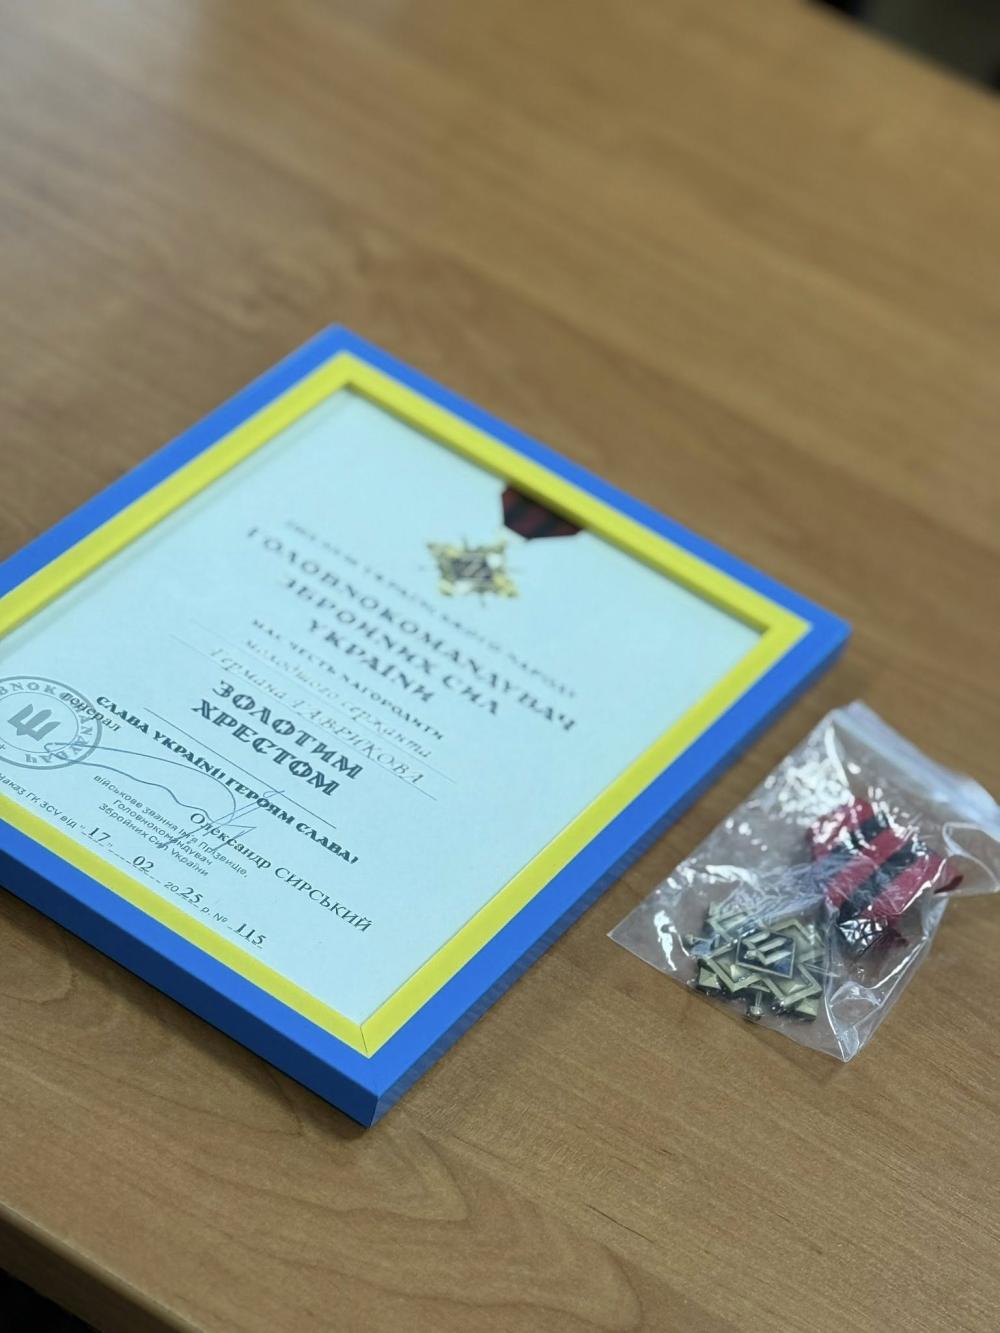 ГОЛОВНОКОМАНДУВАЧ
ЗБРОЙНИХ СИЛ
УКРАЇНИ
МАЄ ЧЕСТЬ НАГОРОДИТИ
молодшого сержанта
Германа ГАВРИКОВА
ЗОЛОТИМ
ХРЕСТОМ
СЛАВА УКРАЇНІ! ГЕРОЯМ СЛАВА!
Генерал
Олександр СИРСЬКИЙ
військове звання Ім'я Прізвище,
Головнокомандувач
Збройних Сил України
Наказ ГК ЗСУ від "17" 02 2025 р. № 115